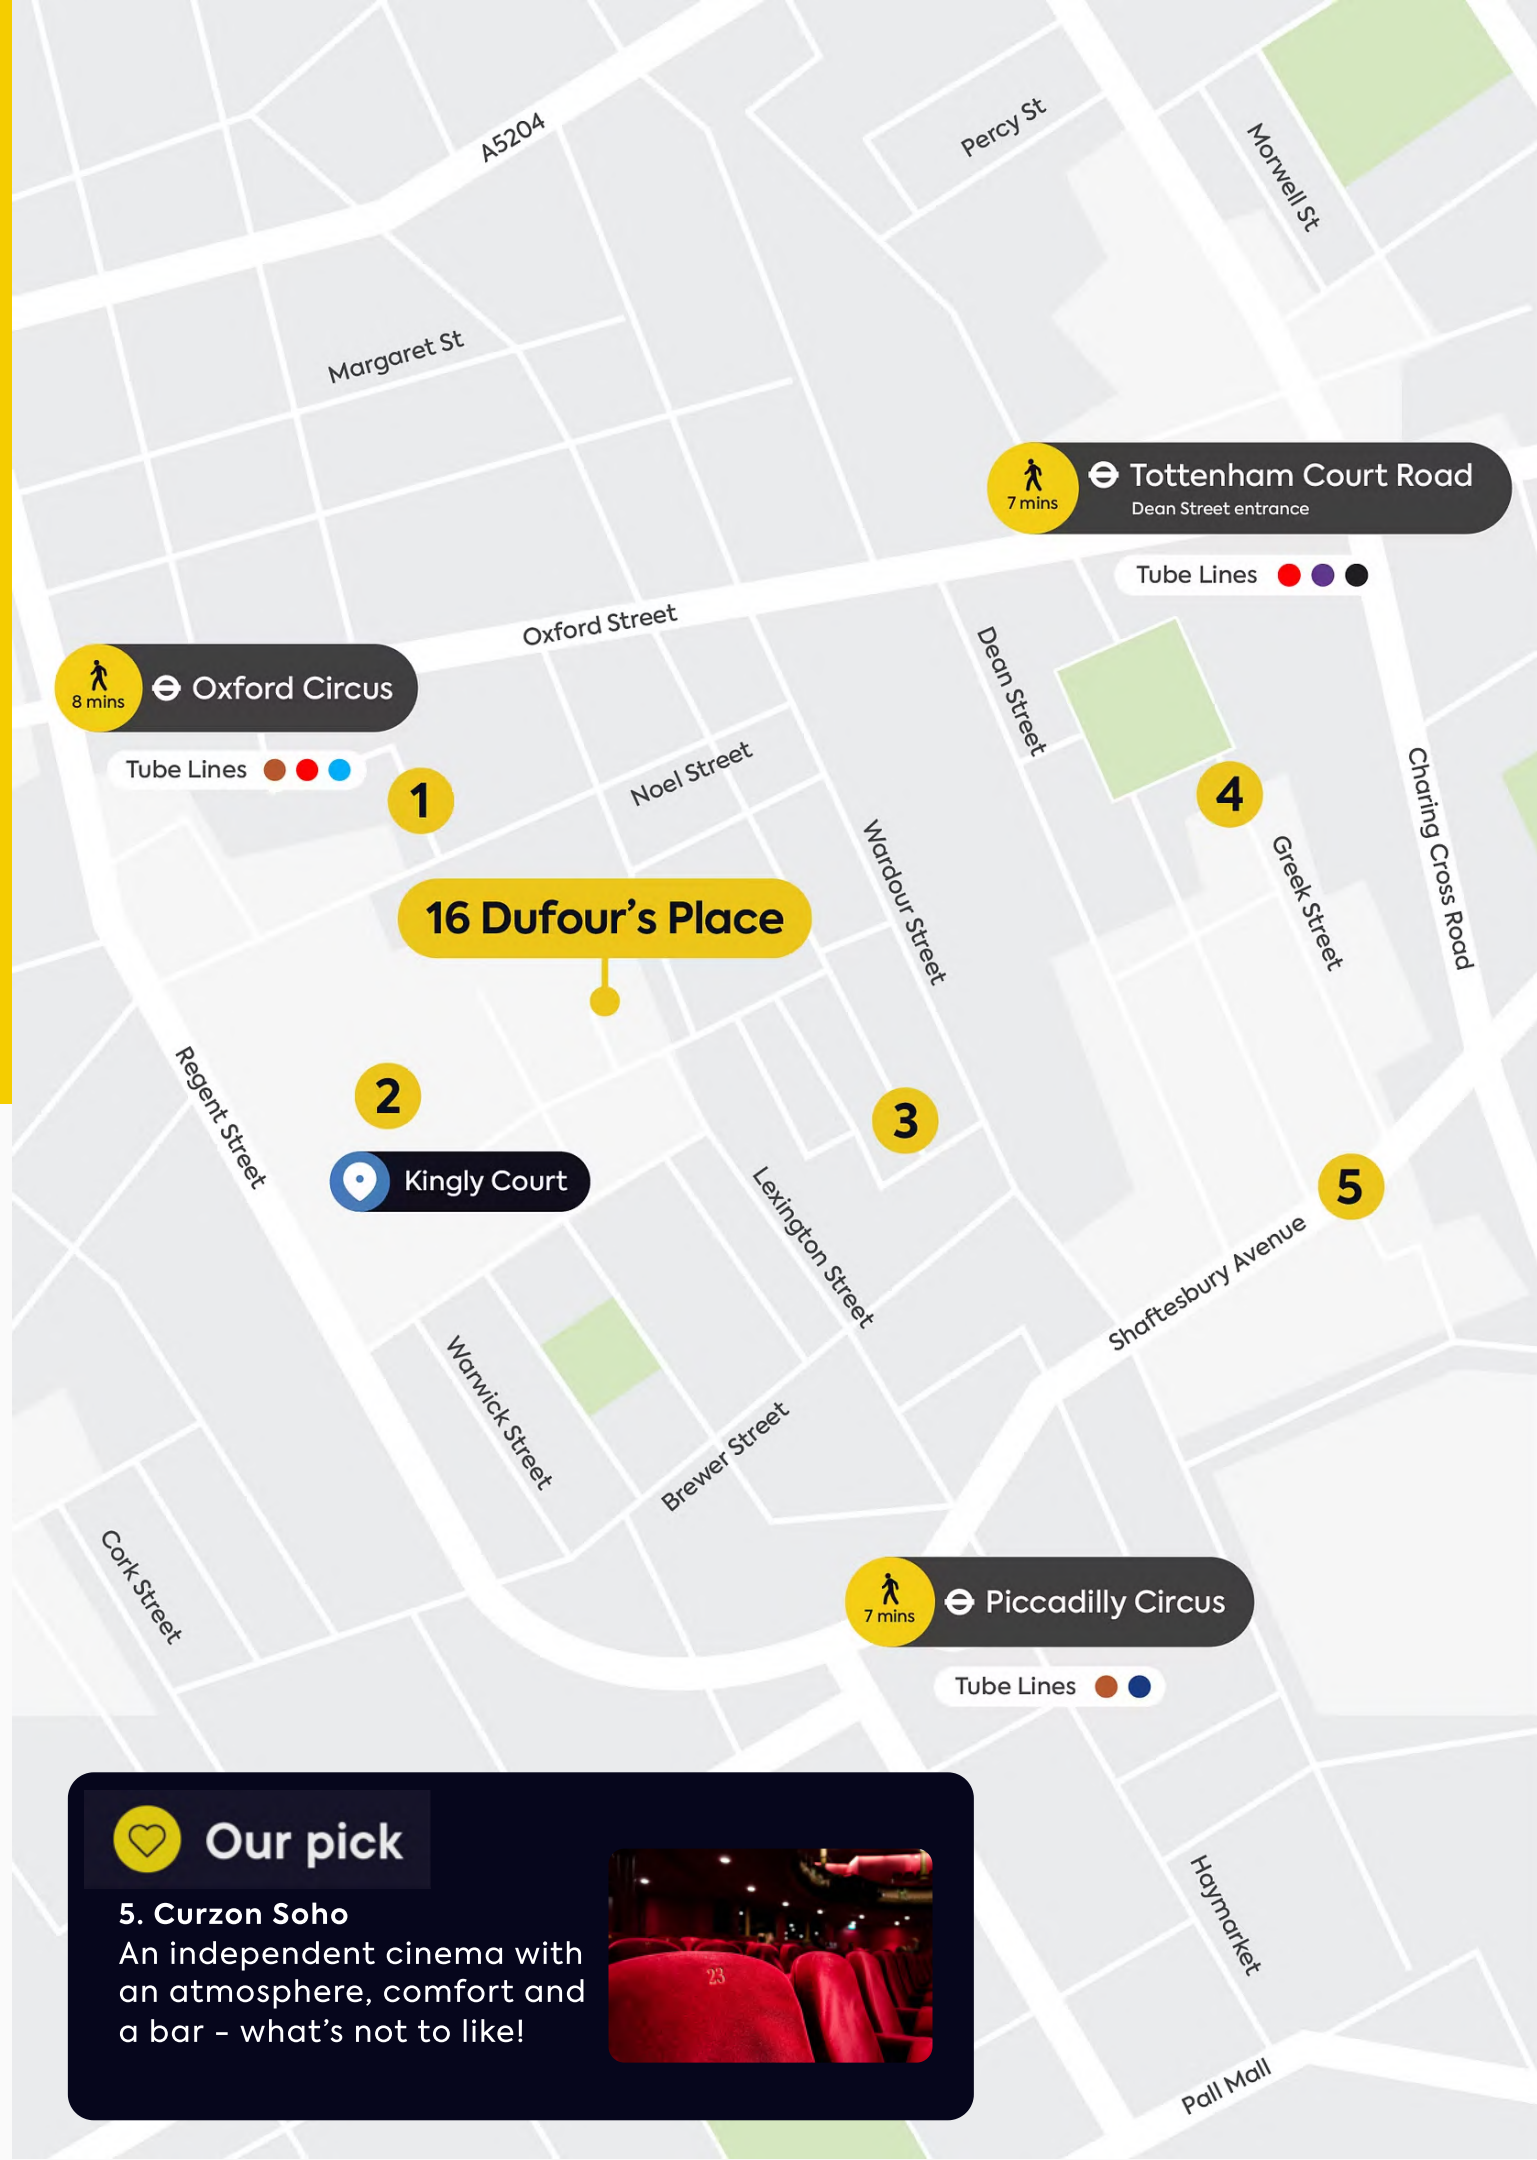 A5204
Percy St
Morwell St
Margaret St
7 mins
Tottenham Court Road
Dean Street entrance
Tube Lines
Oxford Street
Dean Street
8 mins
Oxford Circus
Tube Lines
1
Noel Street
4
Charing Cross Road
Wardour Street
Greek Street
16 Dufour’s Place
Regent Street
2
3
Kingly Court
5
Lexington Street
Shaftesbury Avenue
Warwick Street
Brewer Street
Cork Street
7 mins
Piccadilly Circus
Tube Lines
Our pick
5. Curzon Soho
An independent cinema with
an atmosphere, comfort and
a bar - what’s not to like!
23
Haymarket
Pall Mall